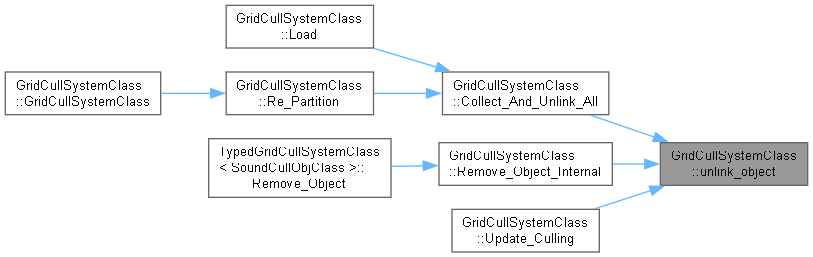 GridCullSystemClass
::Load
GridCullSystemClass
::GridCullSystemClass
GridCullSystemClass
::Re_Partition
GridCullSystemClass
::Collect_And_Unlink_All
TypedGridCullSystemClass
< SoundCullObjClass >::
Remove_Object
GridCullSystemClass
::Remove_Object_Internal
GridCullSystemClass
::unlink_object
GridCullSystemClass
::Update_Culling